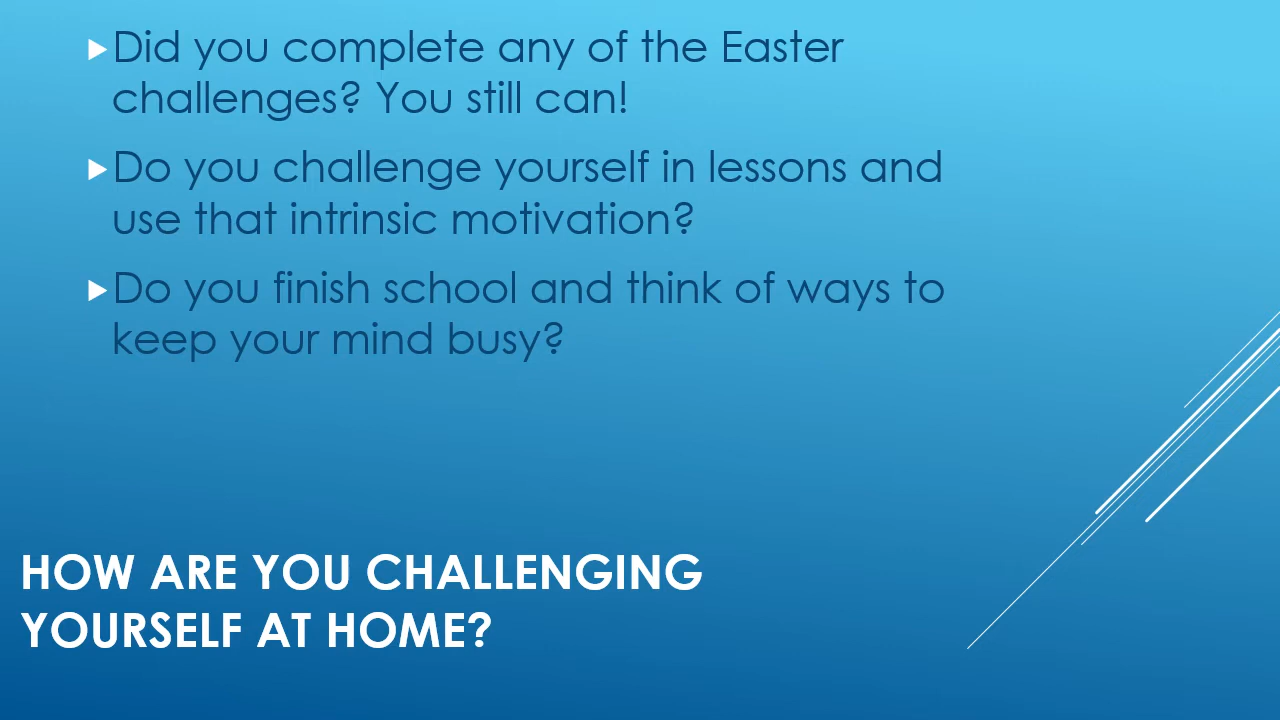 Did you complete any of the Easter
challenges? You still can!
Do you challenge yourself in lessons and
use that intrinsic motivation?
Do you finish school and think of ways to
keep your mind busy?
HOW ARE YOU CHALLENGING
YOURSELF AT HOME?